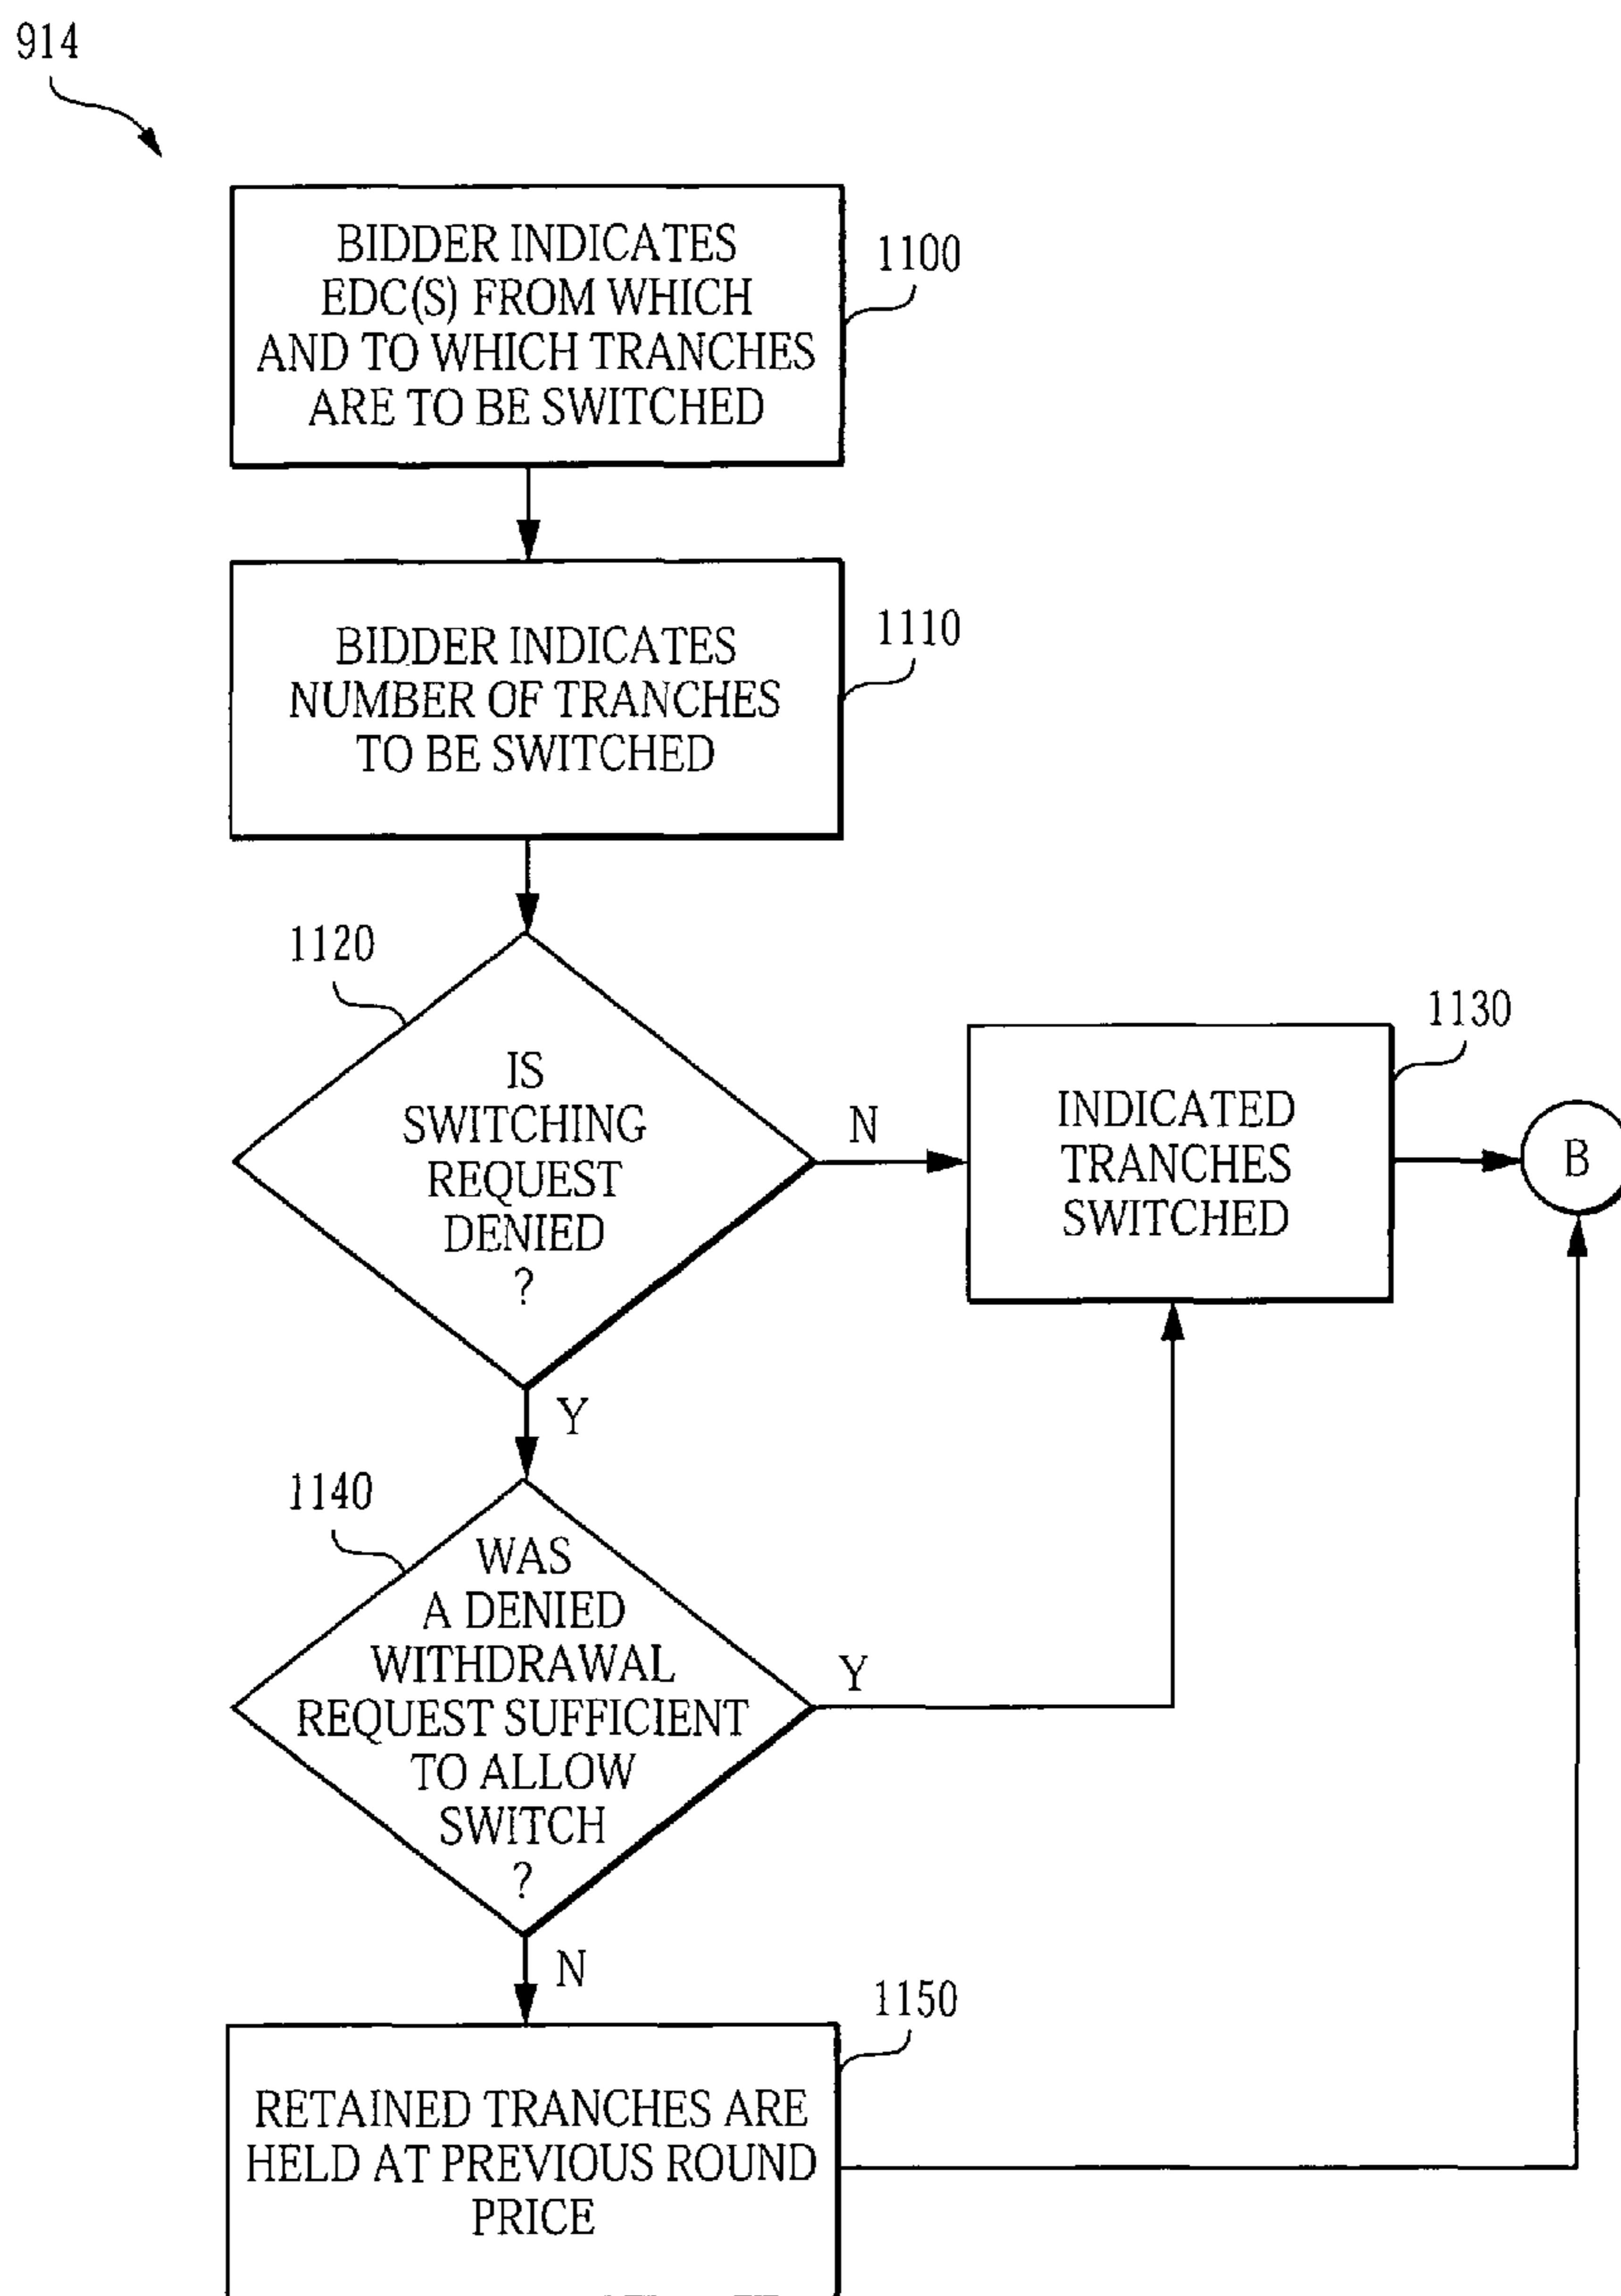 914
BIDDER INDICATES
EDC(S) FROM WHICH
AND TO WHICH TRANCHES
ARE TO BE SWITCHED
1100
BIDDER INDICATES
NUMBER OF TRANCHES
TO BE SWITCHED
1110
1120
IS
SWITCHING
REQUEST
DENIED
?
N
Y
INDICATED
TRANCHES
SWITCHED
1130
B
1140
WAS
A DENIED
WITHDRAWAL
REQUEST SUFFICIENT
TO ALLOW
SWITCH
?
Y
N
1150
RETAINED TRANCHES ARE
HELD AT PREVIOUS ROUND
PRICE